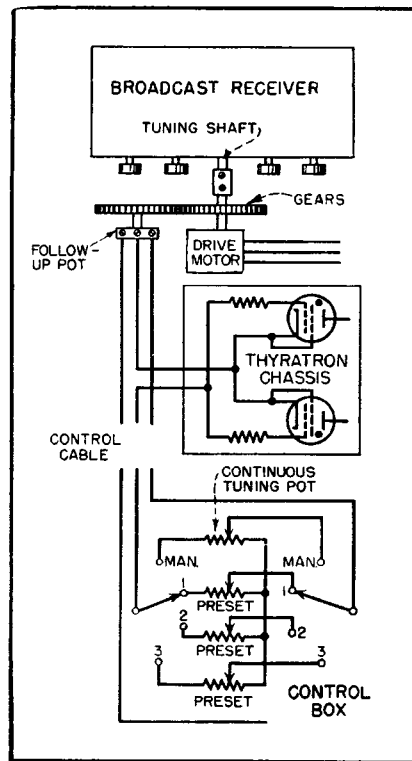 BROADCAST RECEIVER
TUNING SHAFT
GEARS
FOLLOW-
UP POT
DRIVE
MOTOR
THYRATRON
CHASSIS
CONTROL
CABLE
CONTINUOUS
TUNING POT
MAN.
MAN.
1
1
PRESET
2
2
PRESET
3
3
PRESET
CONTROL
BOX